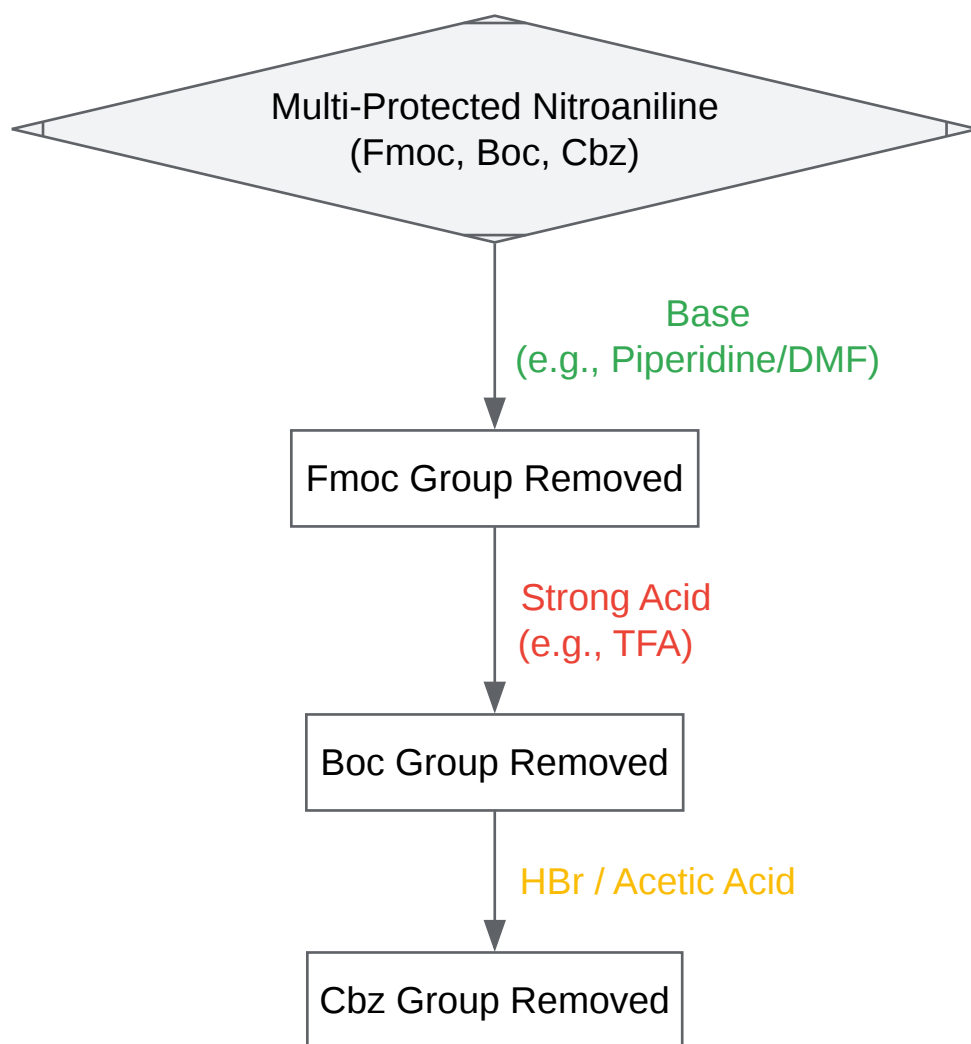 Multi-Protected Nitroaniline
(Fmoc, Boc, Cbz)
Base
(e.g., Piperidine/DMF)
Fmoc Group Removed
Strong Acid
(e.g., TFA)
Boc Group Removed
HBr / Acetic Acid
Cbz Group Removed